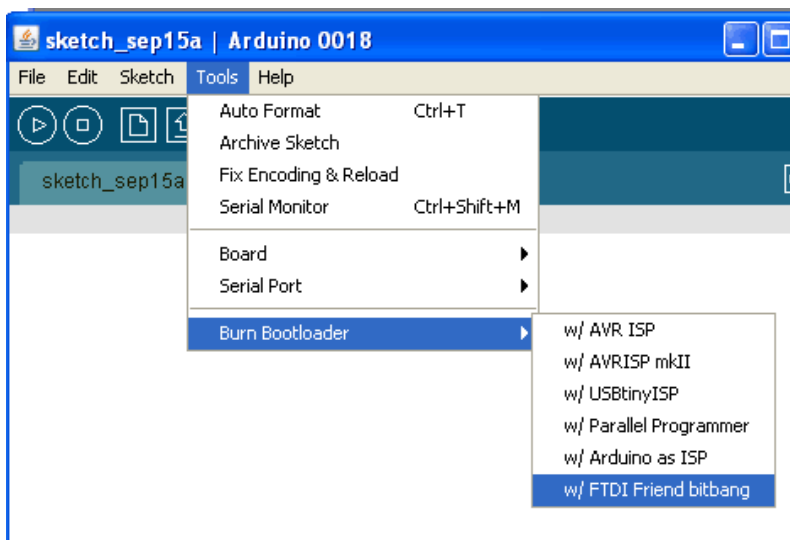 sketch_sep15a | Arduino 0018
File Edit Sketch Tools Help
sketch_sep15a
Auto Format Ctrl+T
Archive Sketch
Fix Encoding & Reload
Serial Monitor Ctrl+Shift+M
Board
Serial Port
Burn Bootloader
w/ AVR ISP
w/ AVRISP mkII
w/ USBtinyISP
w/ Parallel Programmer
w/ Arduino as ISP
w/ FTDI Friend bitbang